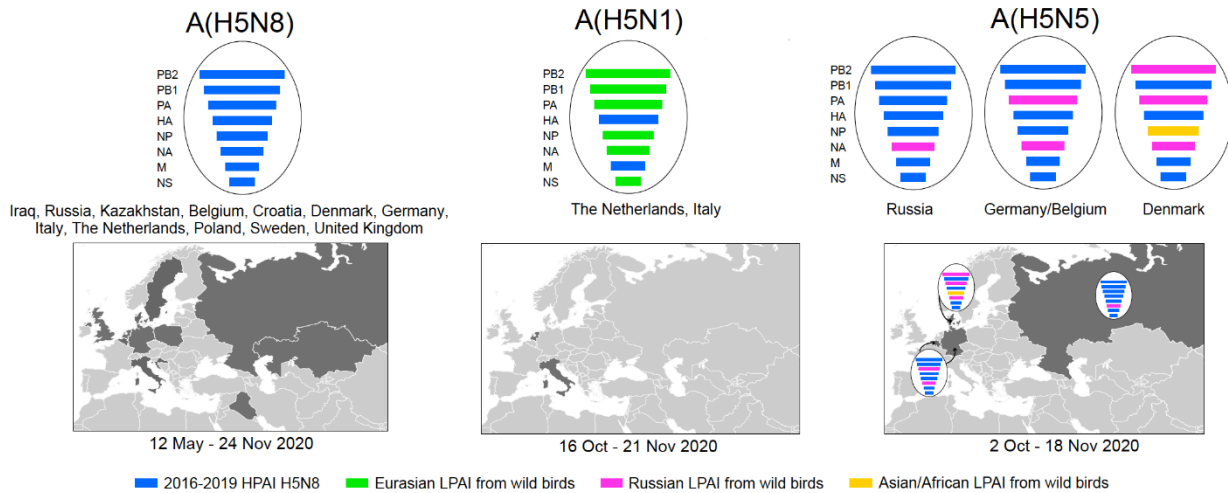 A(H5N8)
A(H5N1)
A(H5N5)
PB2
PB1
PA
HA
NP
NA
M
NS
PB2
PB1
PA
HA
NP
NA
M
NS
PB2
PB1
PA
HA
NP
NA
M
NS
Iraq, Russia, Kazakhstan, Belgium, Croatia, Denmark, Germany,
Italy, The Netherlands, Poland, Sweden, United Kingdom
The Netherlands, Italy
Russia
Germany/Belgium
Denmark
12 May - 24 Nov 2020
16 Oct - 21 Nov 2020
2 Oct - 18 Nov 2020
2016-2019 HPAI H5N8
Eurasian LPAI from wild birds
Russian LPAI from wild birds
Asian/African LPAI from wild birds